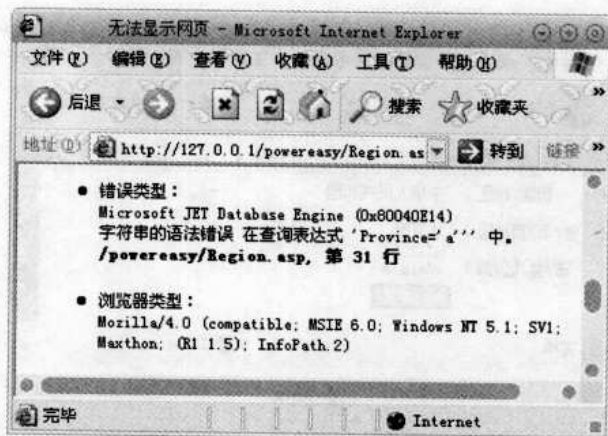 无法显示网页 - Microsoft Internet Explorer
文件(F) 编辑(E) 查看(V) 收藏(A) 工具(T) 帮助(H)
后退 搜索 收藏夹 »
地址(D) http://127.0.0.1/powereasy/Region.as 转到 链接 »
• 错误类型：
Microsoft JET Database Engine (0x80040E14)
字符串的语法错误 在查询表达式 'Province='a''' 中。
/powereasy/Region.asp, 第 31 行
• 浏览器类型：
Mozilla/4.0 (compatible; MSIE 6.0; Windows NT 5.1; SV1;
Maxthon; (R1 1.5); InfoPath.2)
完毕 Internet